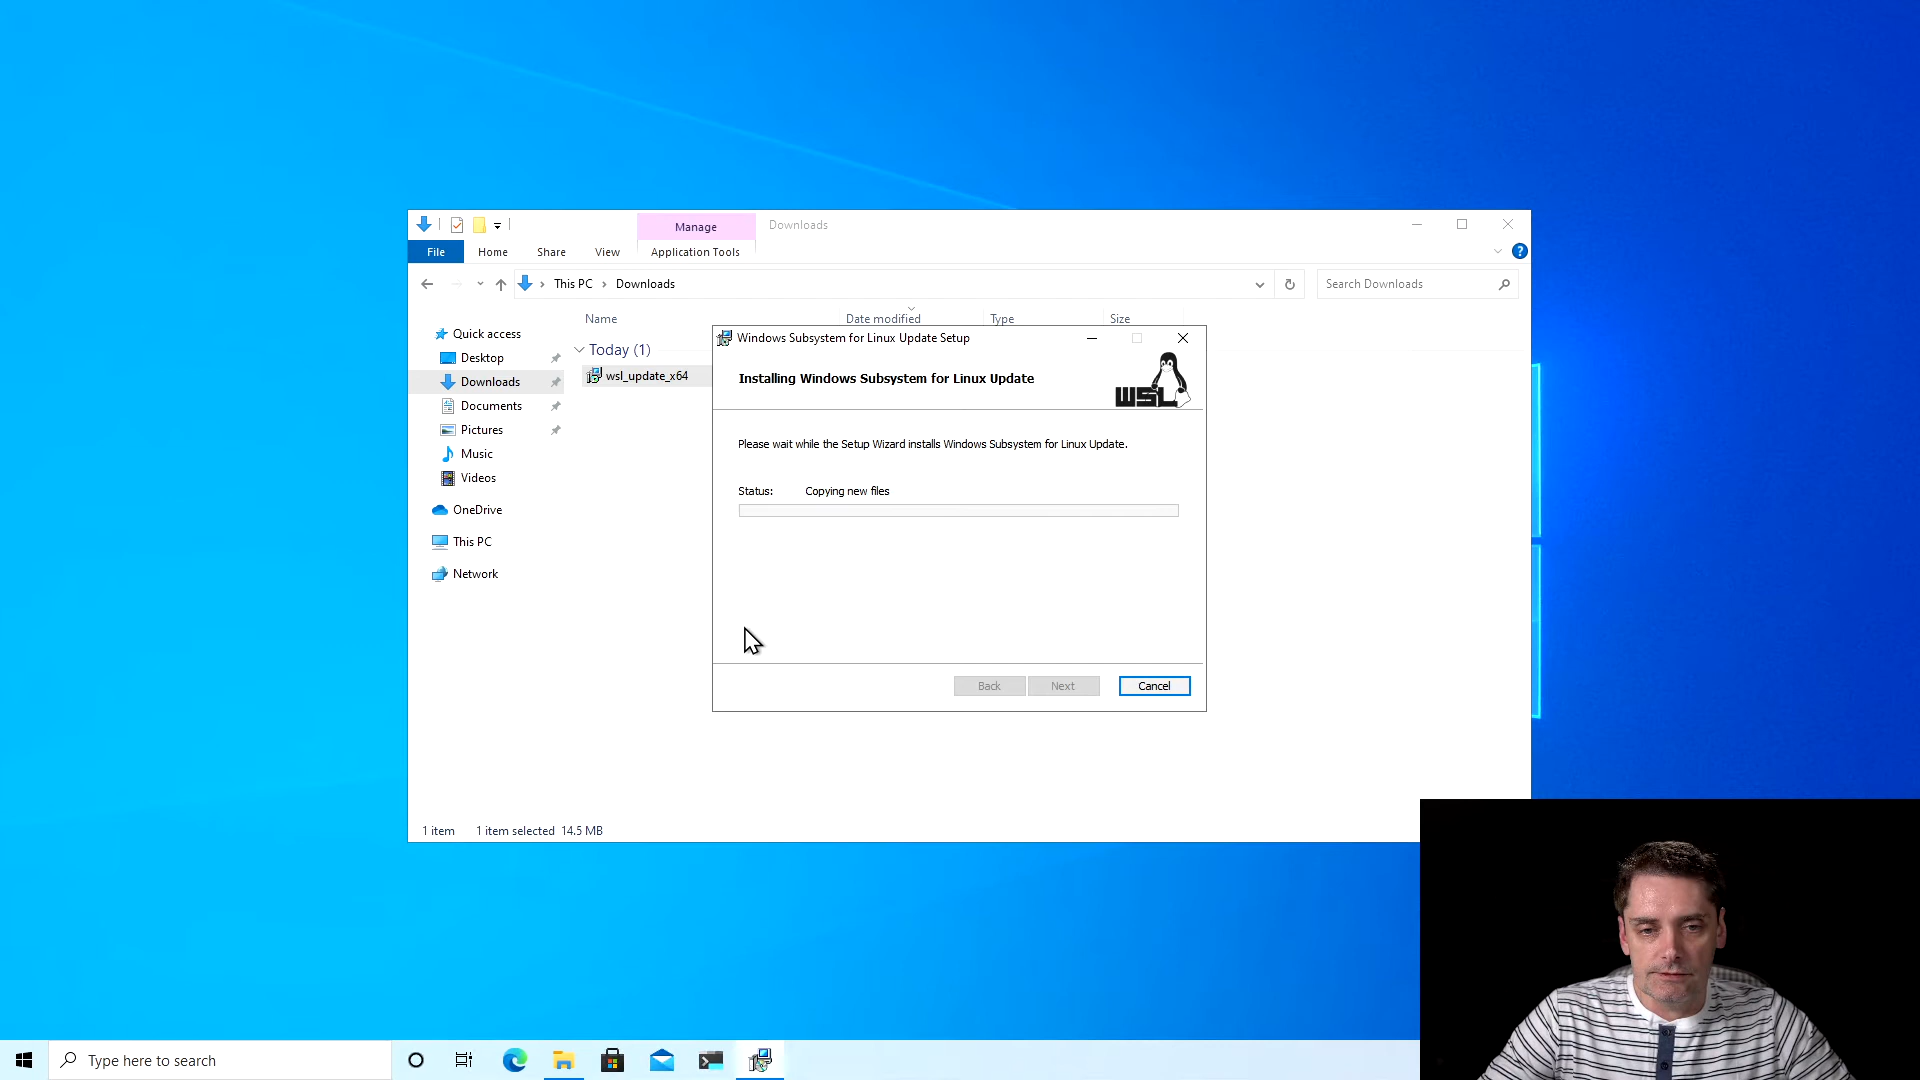 Manage
Downloads
File
Home
Share
View
Application Tools
This PC
Downloads
Search Downloads
Name
Date modified
Type
Size
Quick access
Desktop
Downloads
Documents
Pictures
Music
Videos
OneDrive
This PC
Network
Today (1)
wsl_update_x64
Windows Subsystem for Linux Update Setup
Installing Windows Subsystem for Linux Update
WSL
Please wait while the Setup Wizard installs Windows Subsystem for Linux Update.
Status: Copying new files
Back
Next
Cancel
1 item
1 item selected 14.5 MB
Type here to search